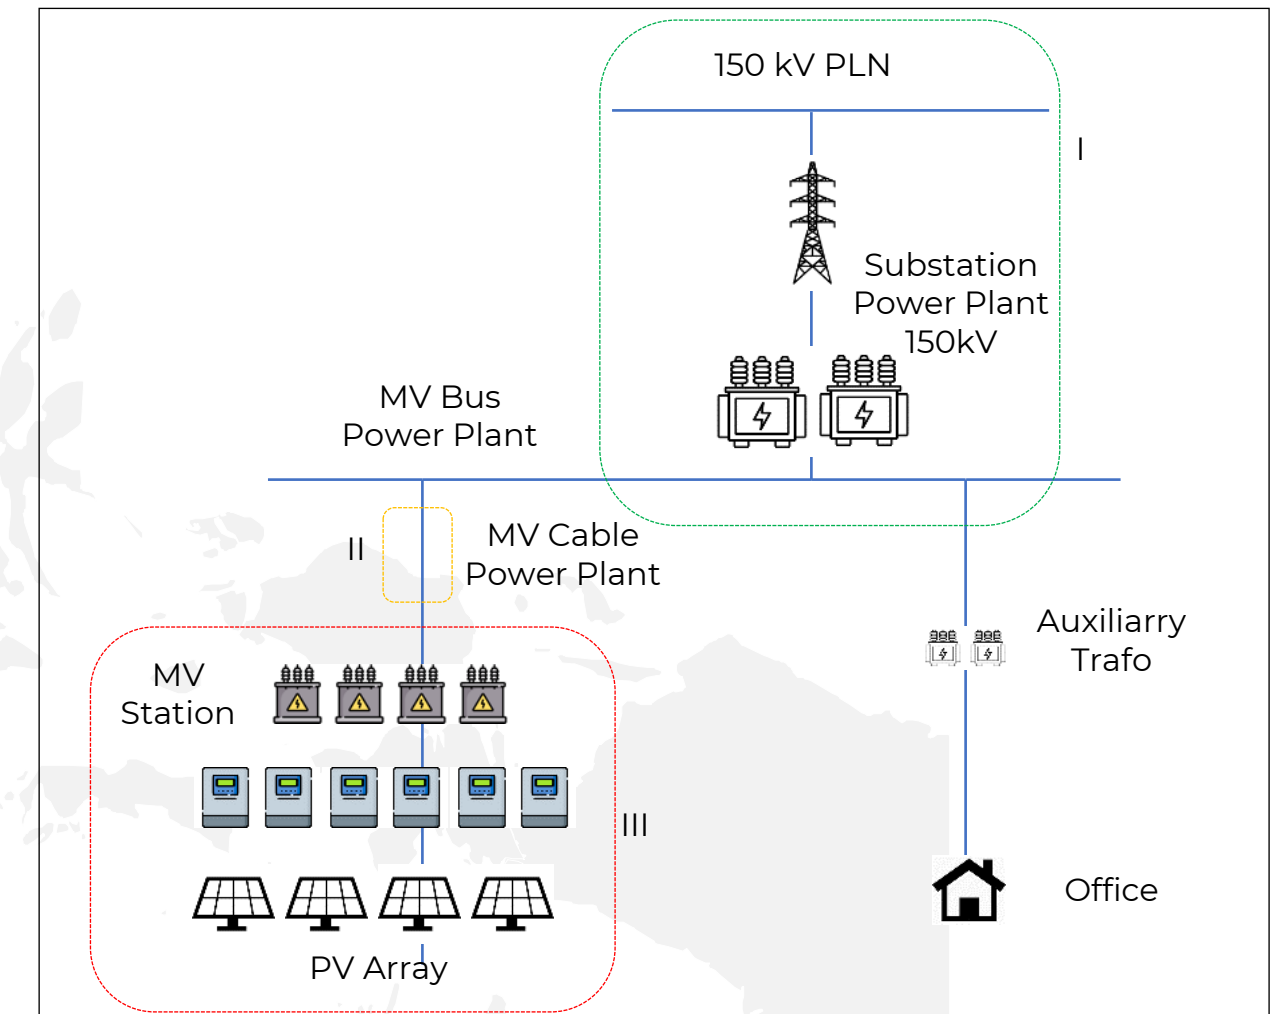 150 kV PLN
I
Substation
Power Plant
150kV
MV Bus
Power Plant
II
MV Cable
Power Plant
Auxiliarry
Trafo
MV
Station
III
Office
PV Array